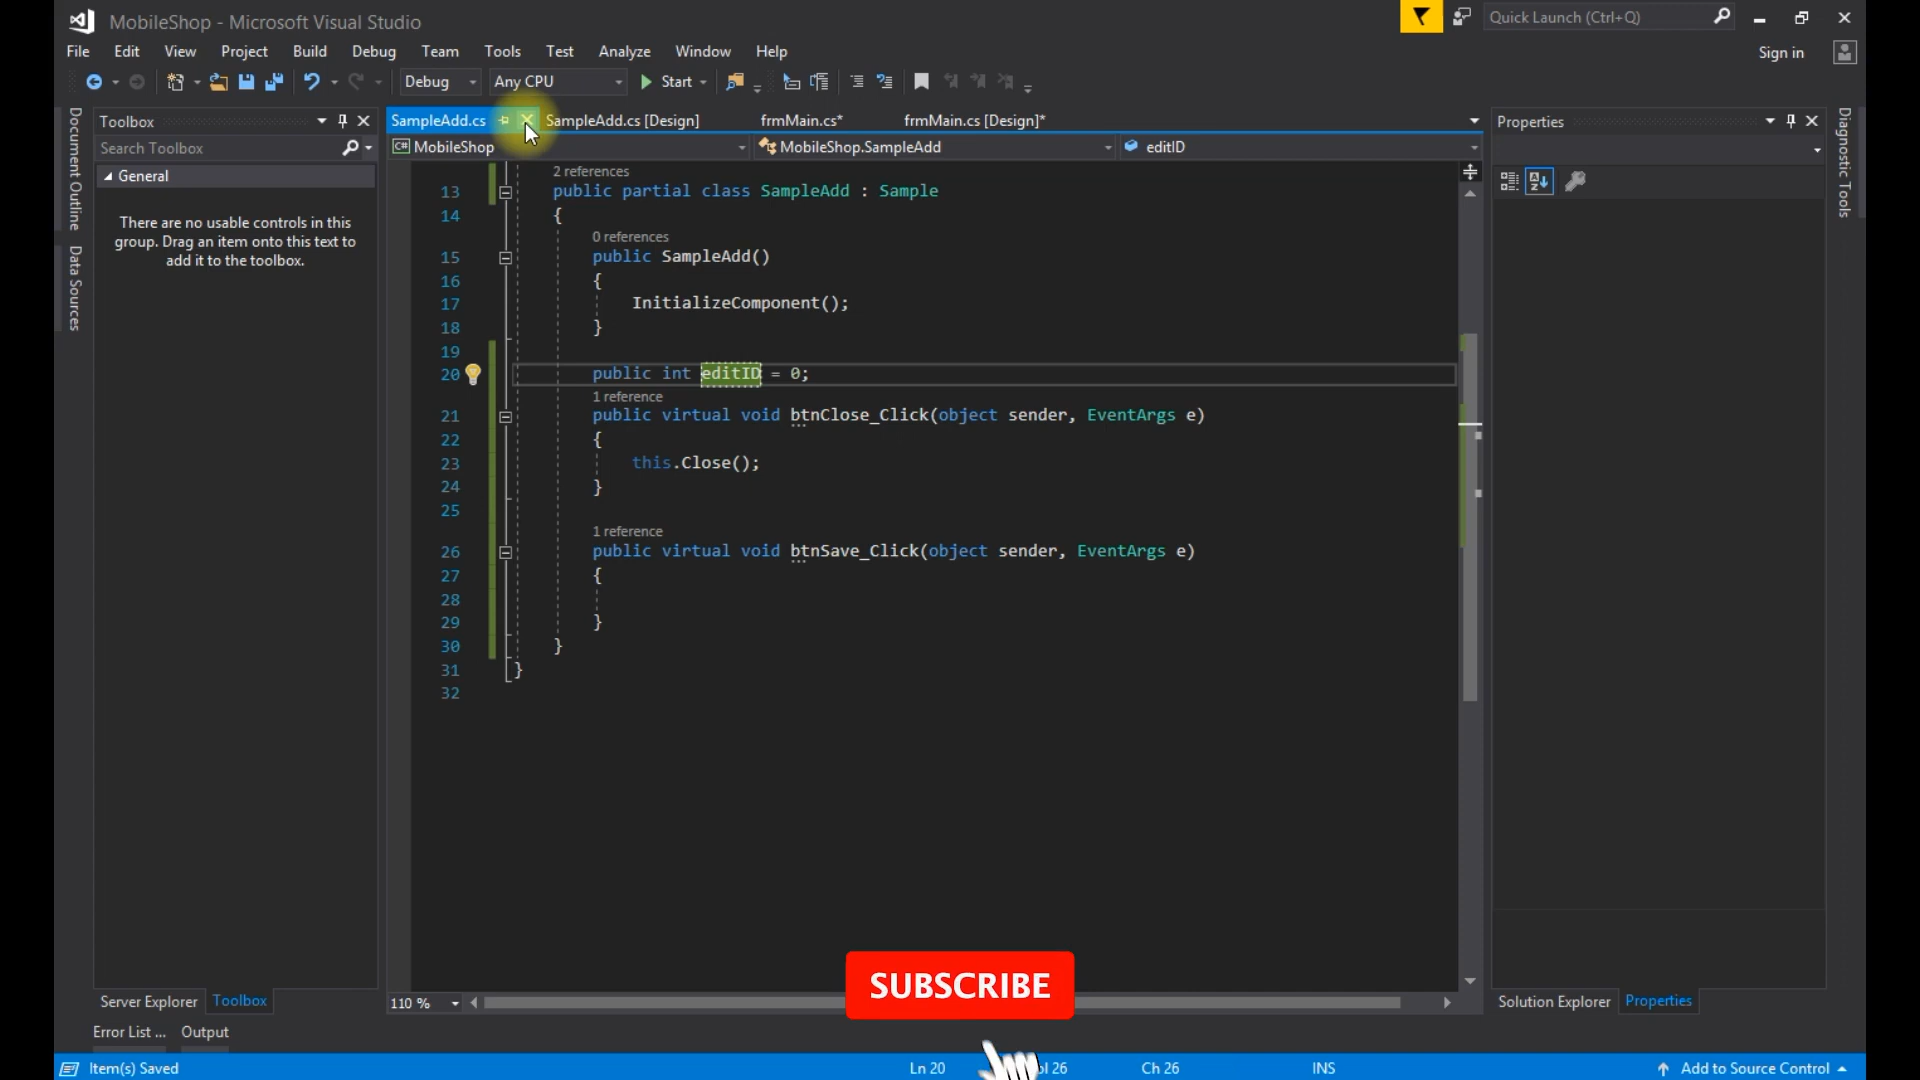 MobileShop - Microsoft Visual Studio
Quick Launch (Ctrl+Q)
File Edit View Project Build Debug Team Tools Test Analyze Window Help
Sign in
Debug Any CPU Start
Document Outline
Data Sources
Toolbox
Search Toolbox
General
There are no usable controls in this
group. Drag an item onto this text to
add it to the toolbox.
SampleAdd.cs SampleAdd.cs [Design] frmMain.cs* frmMain.cs [Design]*
MobileShop MobileShop.SampleAdd editID
2 references
13 public partial class SampleAdd : Sample
14 {
0 references
15 public SampleAdd()
16 {
17 InitializeComponent();
18 }
19
20 public int editID = 0;
1 reference
21 public virtual void btnClose_Click(object sender, EventArgs e)
22 {
23 this.Close();
24 }
25
1 reference
26 public virtual void btnSave_Click(object sender, EventArgs e)
27 {
28
29 }
30 }
31 }
32
110 %
Properties
Diagnostic Tools
SUBSCRIBE
Server Explorer Toolbox
Solution Explorer Properties
Error List ... Output
Item(s) Saved Ln 20 26 Ch 26 INS Add to Source Control